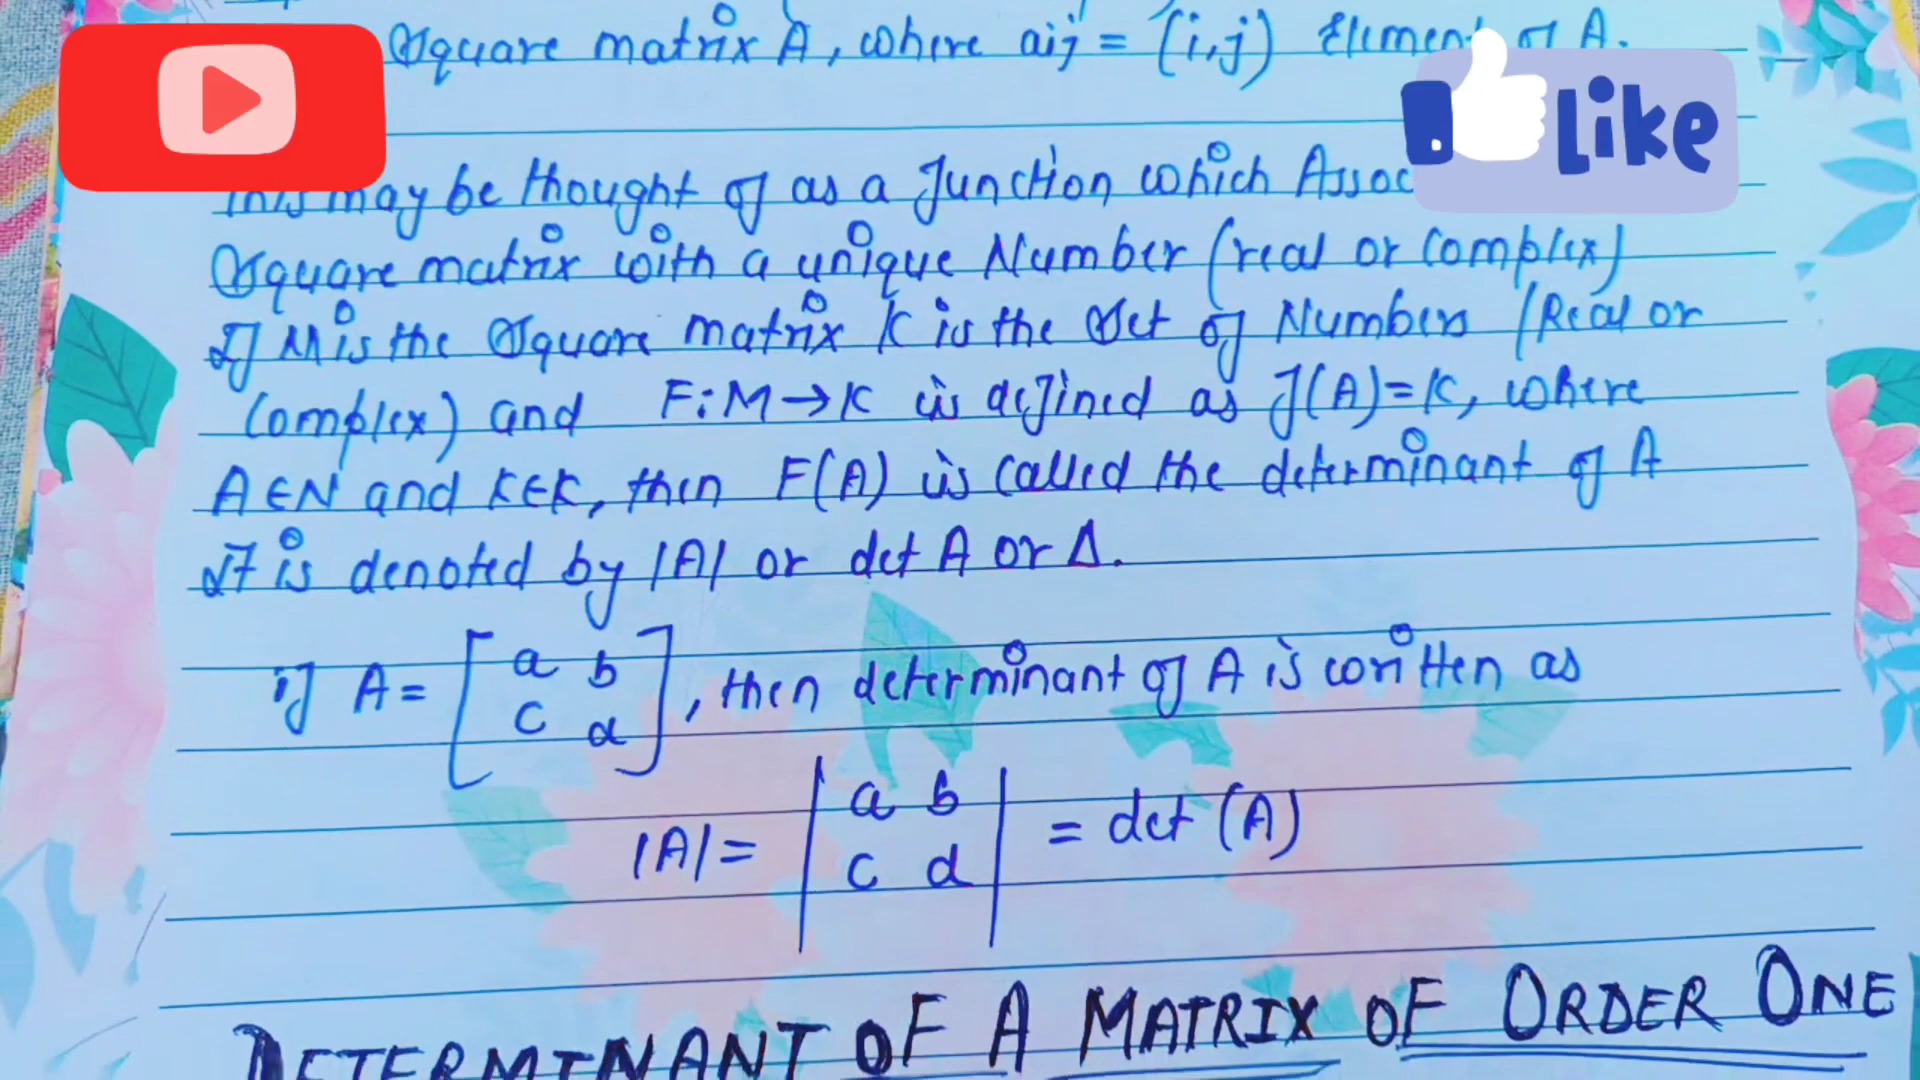 Square matrix A, where aij = (i,j) Element of A.
Like
This may be thought of as a function which Assoc
Square matrix with a unique Number (real or Complex)
If M is the Square matrix K is the Set of Numbers (Real or
Complex) and F:M→K is defined as f(A)=K, where
A∈N and K∈K, then F(A) is called the determinant of A
It is denoted by |A| or det A or Δ.
if A = [a b
c d], then determinant of A is written as
|A| = |a b
c d| = det (A)
DETERMINANT OF A MATRIX OF ORDER ONE